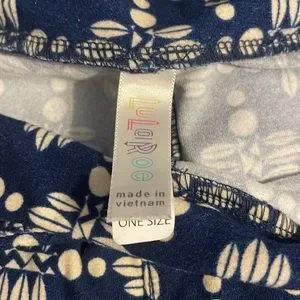 LuLaRoe
made in
vietnam
ONE SIZE